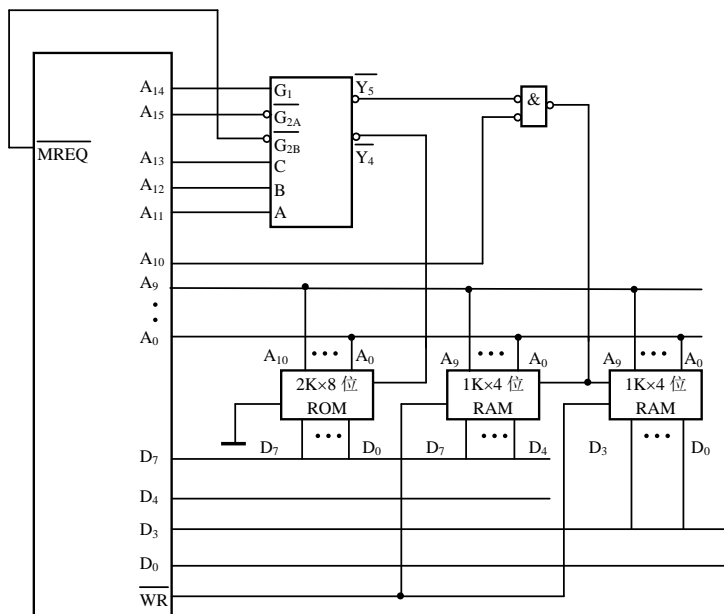 A₁₄
A₁₅
MREQ
A₁₃
A₁₂
A₁₁
A₁₀
A₉
A₀
G₁
G₂A
G₂B
C
B
A
Y₅
Y₄
&
A₁₀
A₀
2K×8 位
ROM
A₉
A₀
1K×4 位
RAM
A₉
A₀
1K×4 位
RAM
D₇
D₀
D₇
D₄
D₃
D₀
D₇
D₄
D₃
D₀
WR